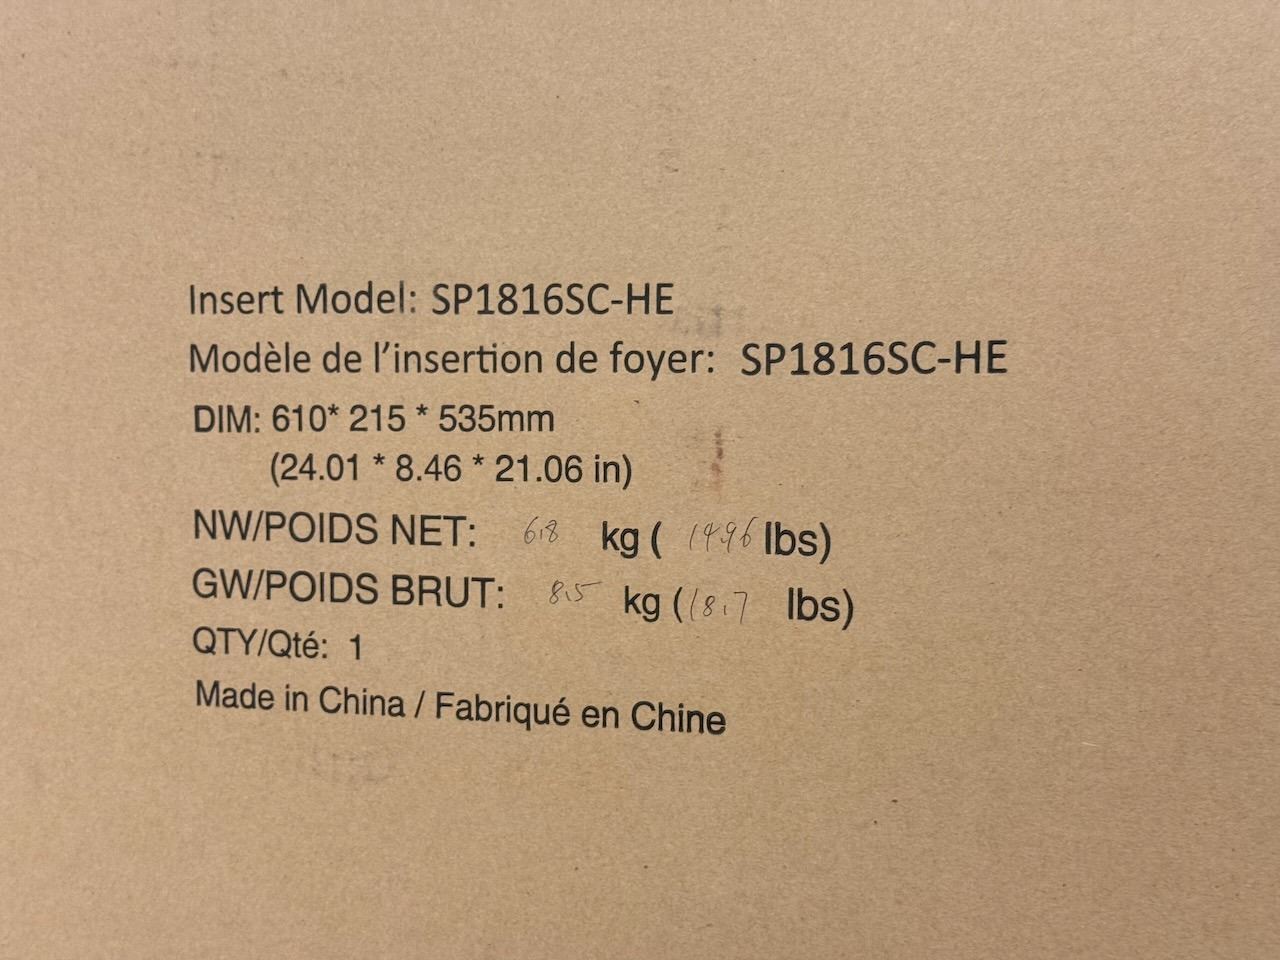 Insert Model: SP1816SC-HE
Modèle de l'insertion de foyer: SP1816SC-HE
DIM: 610* 215 * 535mm
(24.01 * 8.46 * 21.06 in)
NW/POIDS NET: 6.8 kg ( 14.96 lbs)
GW/POIDS BRUT: 8.5 kg (18.7 lbs)
QTY/Qté: 1
Made in China / Fabriqué en Chine